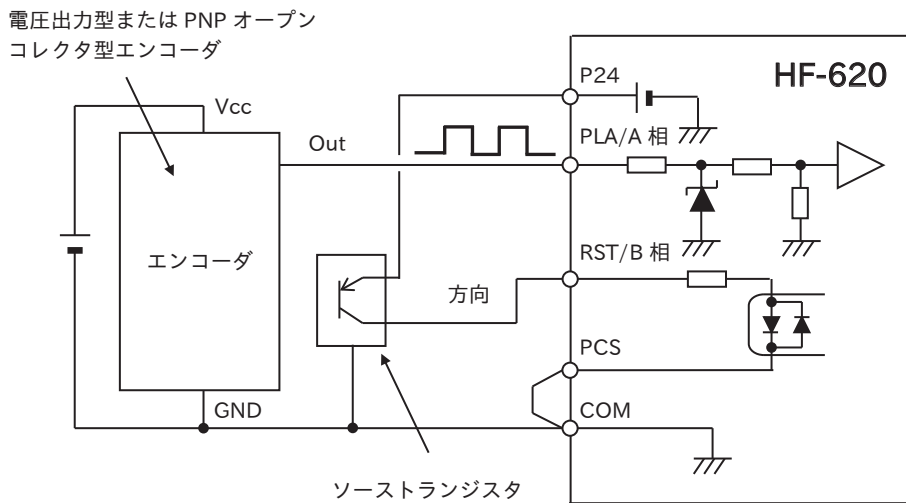 電圧出力型または PNP オープン
コレクタ型エンコーダ
HF-620
P24
Vcc
PLA/A 相
Out
エンコーダ
RST/B 相
方向
PCS
GND
COM
ソーストランジスタ